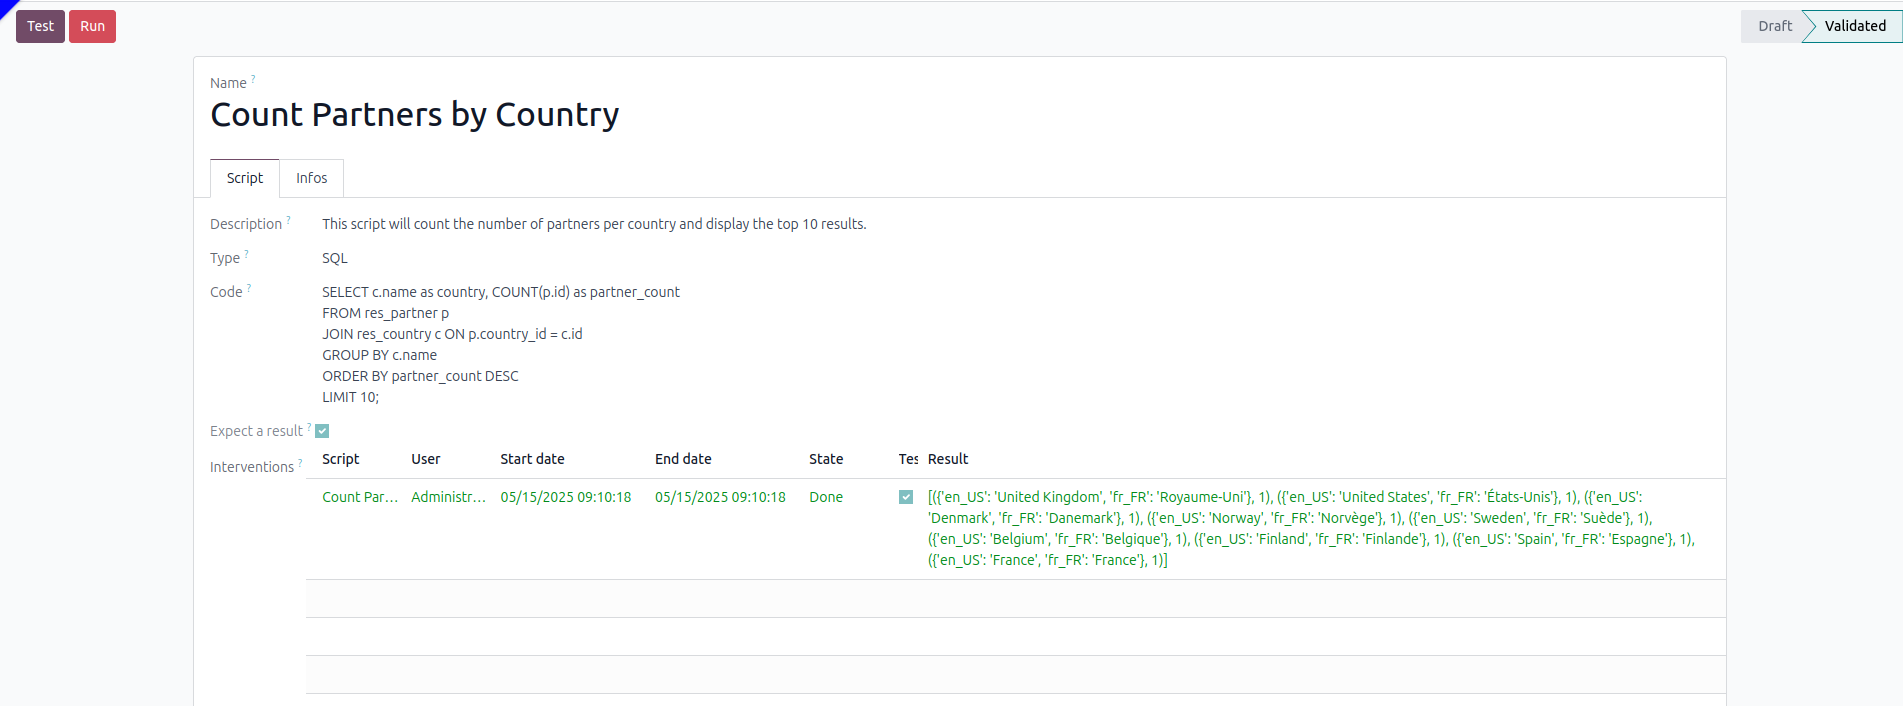 Test Run Draft Validated
Name ?
Count Partners by Country
Script Infos
Description ? This script will count the number of partners per country and display the top 10 results.
Type ? SQL
Code ? SELECT c.name as country, COUNT(p.id) as partner_count
FROM res_partner p
JOIN res_country c ON p.country_id = c.id
GROUP BY c.name
ORDER BY partner_count DESC
LIMIT 10;
Expect a result ?
Interventions ? Script User Start date End date State Tes Result
Count Par... Administr... 05/15/2025 09:10:18 05/15/2025 09:10:18 Done [({'en_US': 'United Kingdom', 'fr_FR': 'Royaume-Uni'}, 1), ({'en_US': 'United States', 'fr_FR': 'États-Unis'}, 1), ({'en_US':
'Denmark', 'fr_FR': 'Danemark'}, 1), ({'en_US': 'Norway', 'fr_FR': 'Norvège'}, 1), ({'en_US': 'Sweden', 'fr_FR': 'Suède'}, 1),
({'en_US': 'Belgium', 'fr_FR': 'Belgique'}, 1), ({'en_US': 'Finland', 'fr_FR': 'Finlande'}, 1), ({'en_US': 'Spain', 'fr_FR': 'Espagne'}, 1),
({'en_US': 'France', 'fr_FR': 'France'}, 1)]